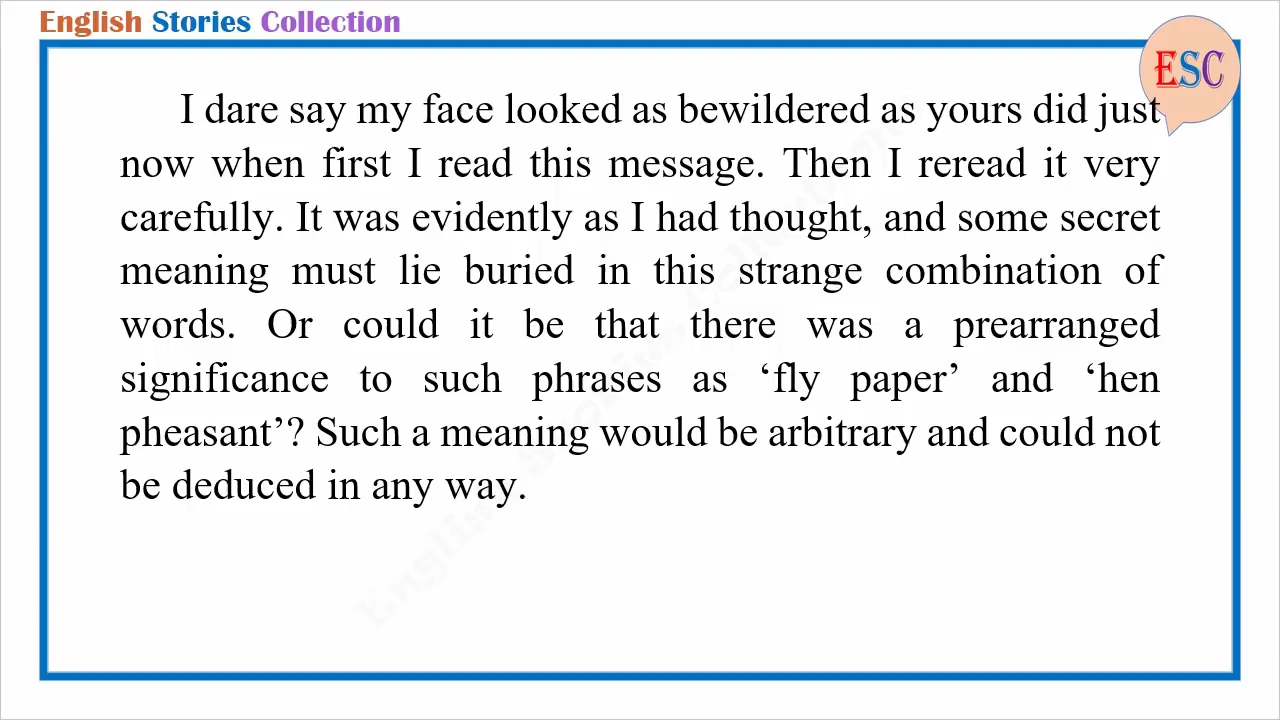 English Stories Collection
ESC
I dare say my face looked as bewildered as yours did just
now when first I read this message. Then I reread it very
carefully. It was evidently as I had thought, and some secret
meaning must lie buried in this strange combination of
words. Or could it be that there was a prearranged
significance to such phrases as ‘fly paper’ and ‘hen
pheasant’? Such a meaning would be arbitrary and could not
be deduced in any way.
English Stories Collection